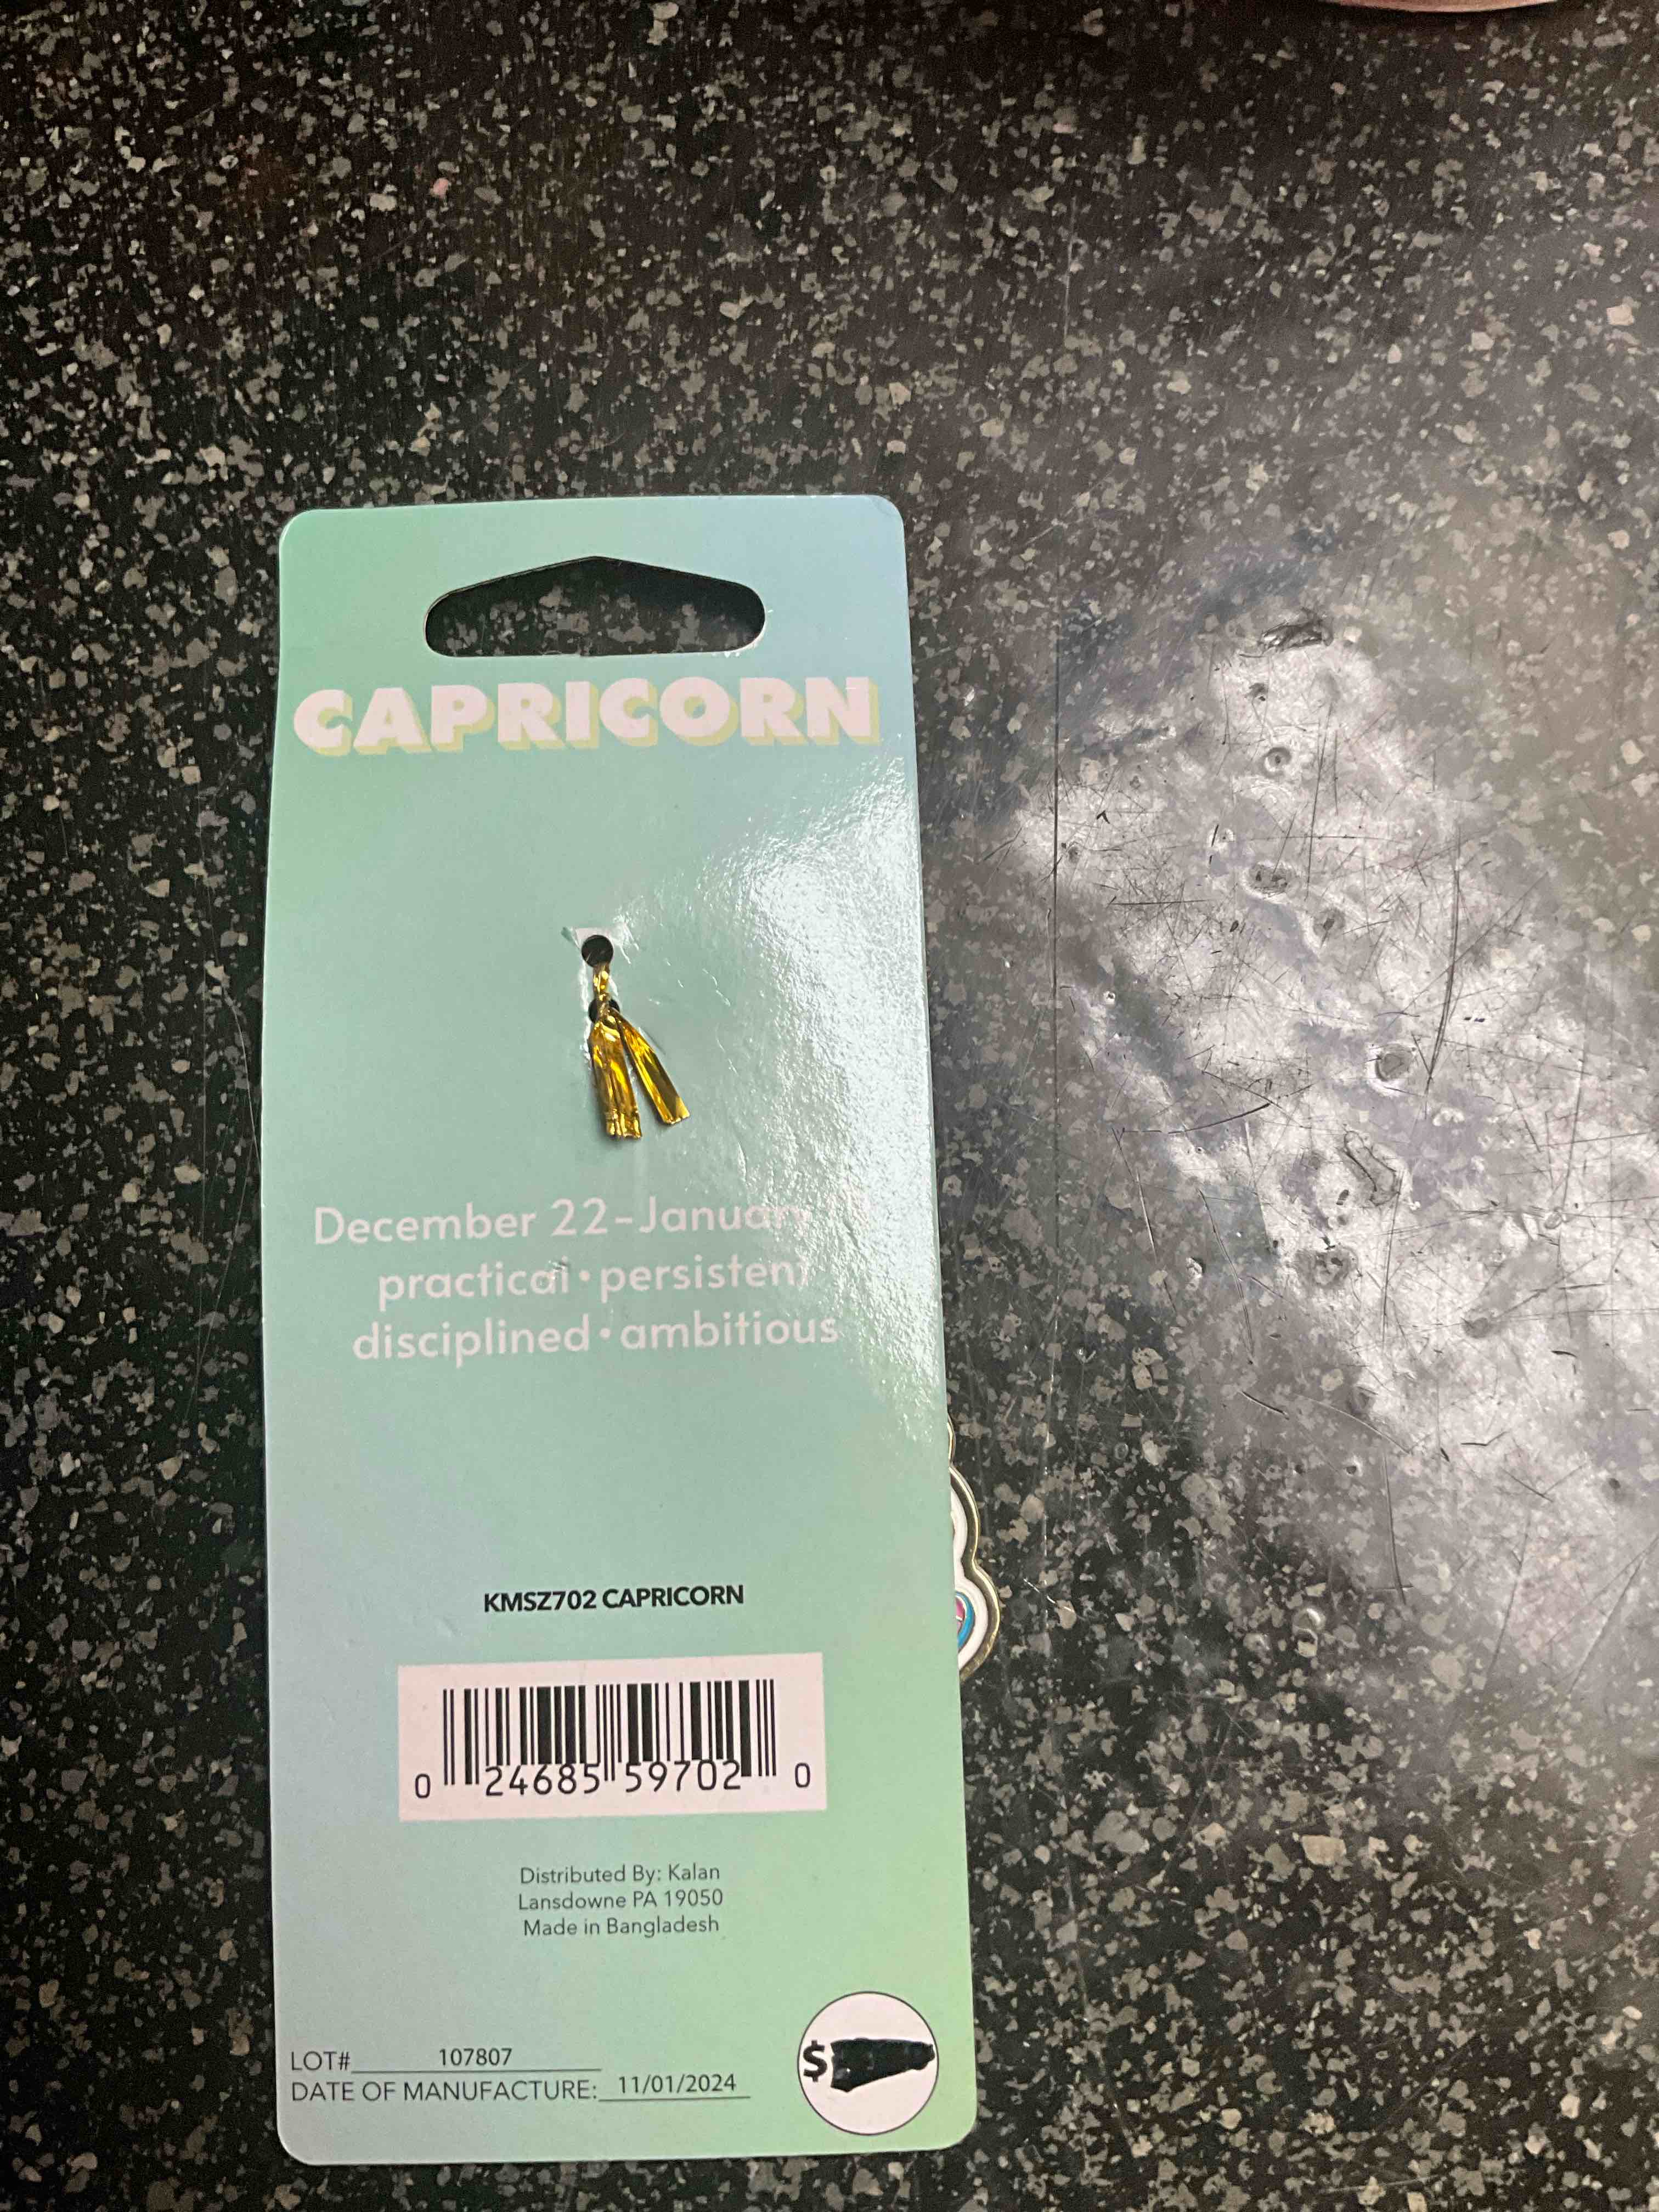 CAPRICORN
December 22-January
practical • persistent
disciplined • ambitious
KMSZ702 CAPRICORN
0 24685 59702 0
Distributed By: Kalan
Lansdowne PA 19050
Made in Bangladesh
LOT# 107807
DATE OF MANUFACTURE: 11/01/2024
$